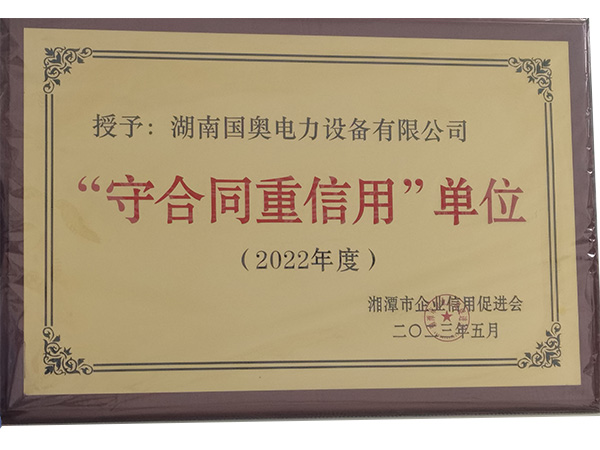 授予：湖南国奥电力设备有限公司
“守合同重信用”单位
（2022年度）
湘潭市企业信用促进会
二〇二三年五月